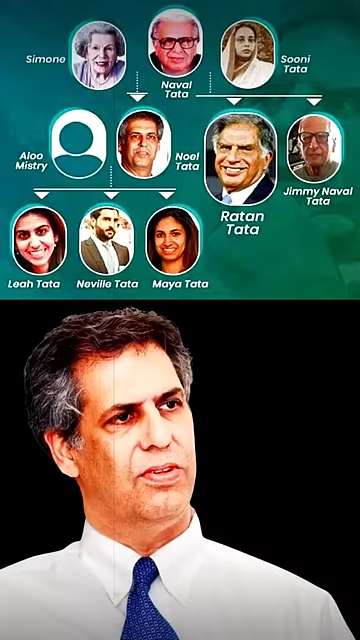 Simone
Naval
Tata
Sooni
Tata
Aloo
Mistry
Noel
Tata
Ratan
Tata
Jimmy Naval
Tata
Leah Tata
Neville Tata
Maya Tata